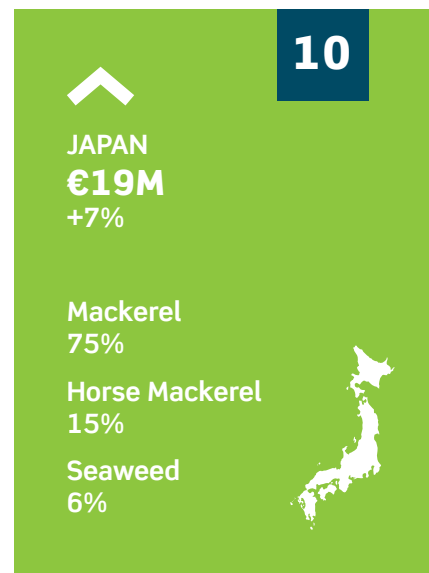 10
JAPAN
€19M
+7%
Mackerel
75%
Horse Mackerel
15%
Seaweed
6%